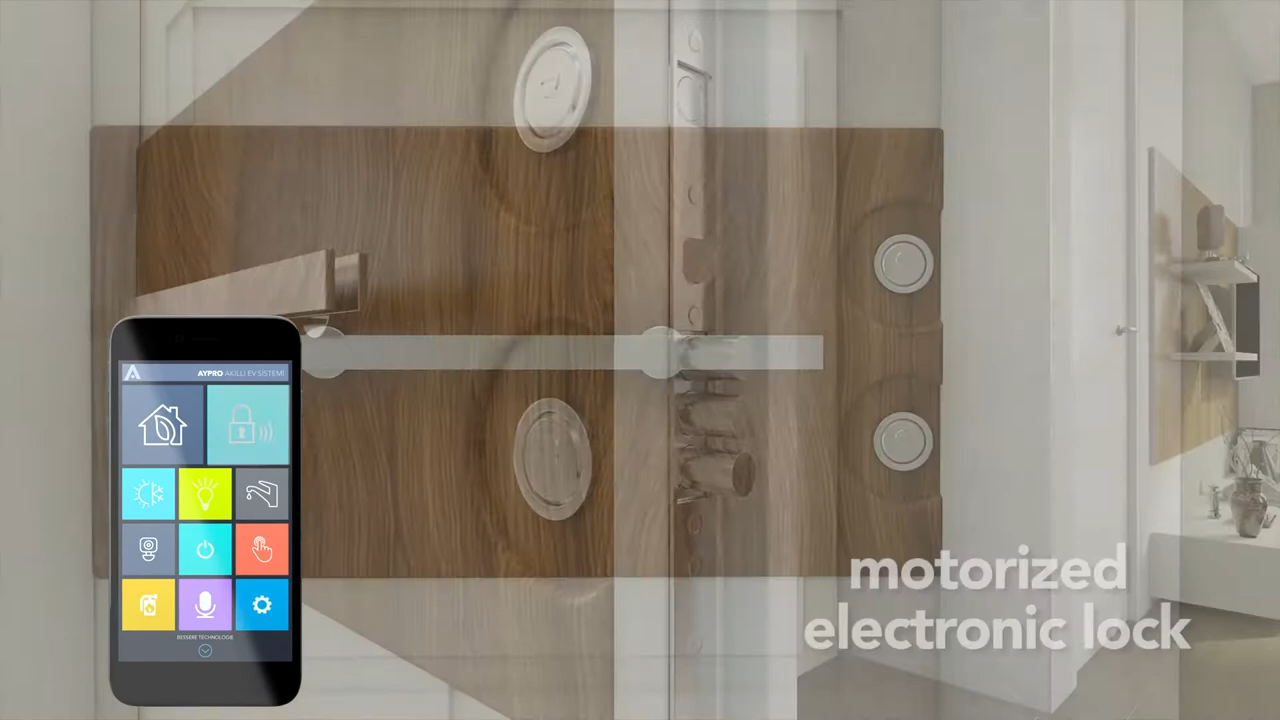 AYPRO AKILLI EV SİSTEMİ
BESSERE TECHNOLOGIE
motorized
electronic lock